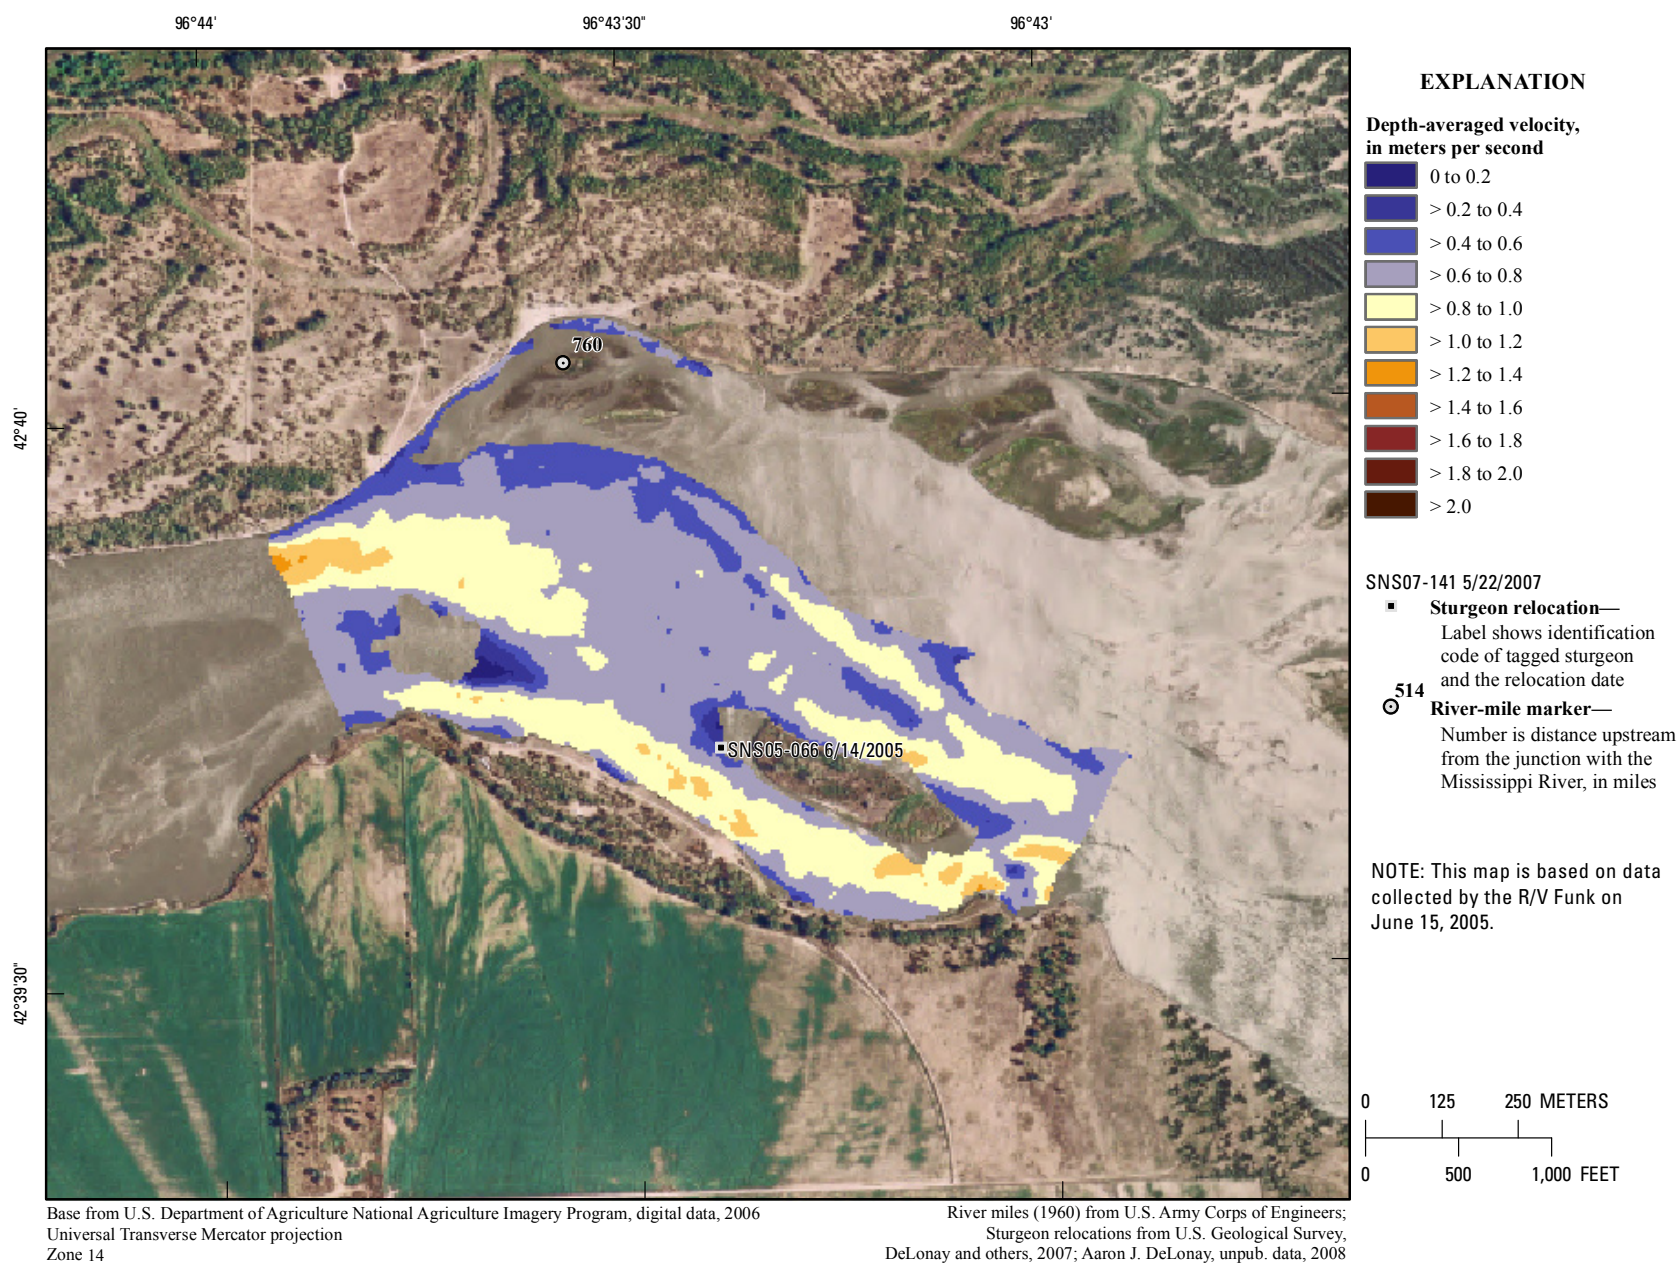 96°44'
96°43'30"
96°43'
42°40'
42°39'30"
760
SNS05-066 6/14/2005
EXPLANATION
Depth-averaged velocity,
in meters per second
0 to 0.2
> 0.2 to 0.4
> 0.4 to 0.6
> 0.6 to 0.8
> 0.8 to 1.0
> 1.0 to 1.2
> 1.2 to 1.4
> 1.4 to 1.6
> 1.6 to 1.8
> 1.8 to 2.0
> 2.0
SNS07-141 5/22/2007
Sturgeon relocation—
Label shows identification
code of tagged sturgeon
and the relocation date
514
River-mile marker—
Number is distance upstream
from the junction with the
Mississippi River, in miles
NOTE: This map is based on data
collected by the R/V Funk on
June 15, 2005.
0 125 250 METERS
0 500 1,000 FEET
Base from U.S. Department of Agriculture National Agriculture Imagery Program, digital data, 2006
Universal Transverse Mercator projection
Zone 14
River miles (1960) from U.S. Army Corps of Engineers;
Sturgeon relocations from U.S. Geological Survey,
DeLonay and others, 2007; Aaron J. DeLonay, unpub. data, 2008